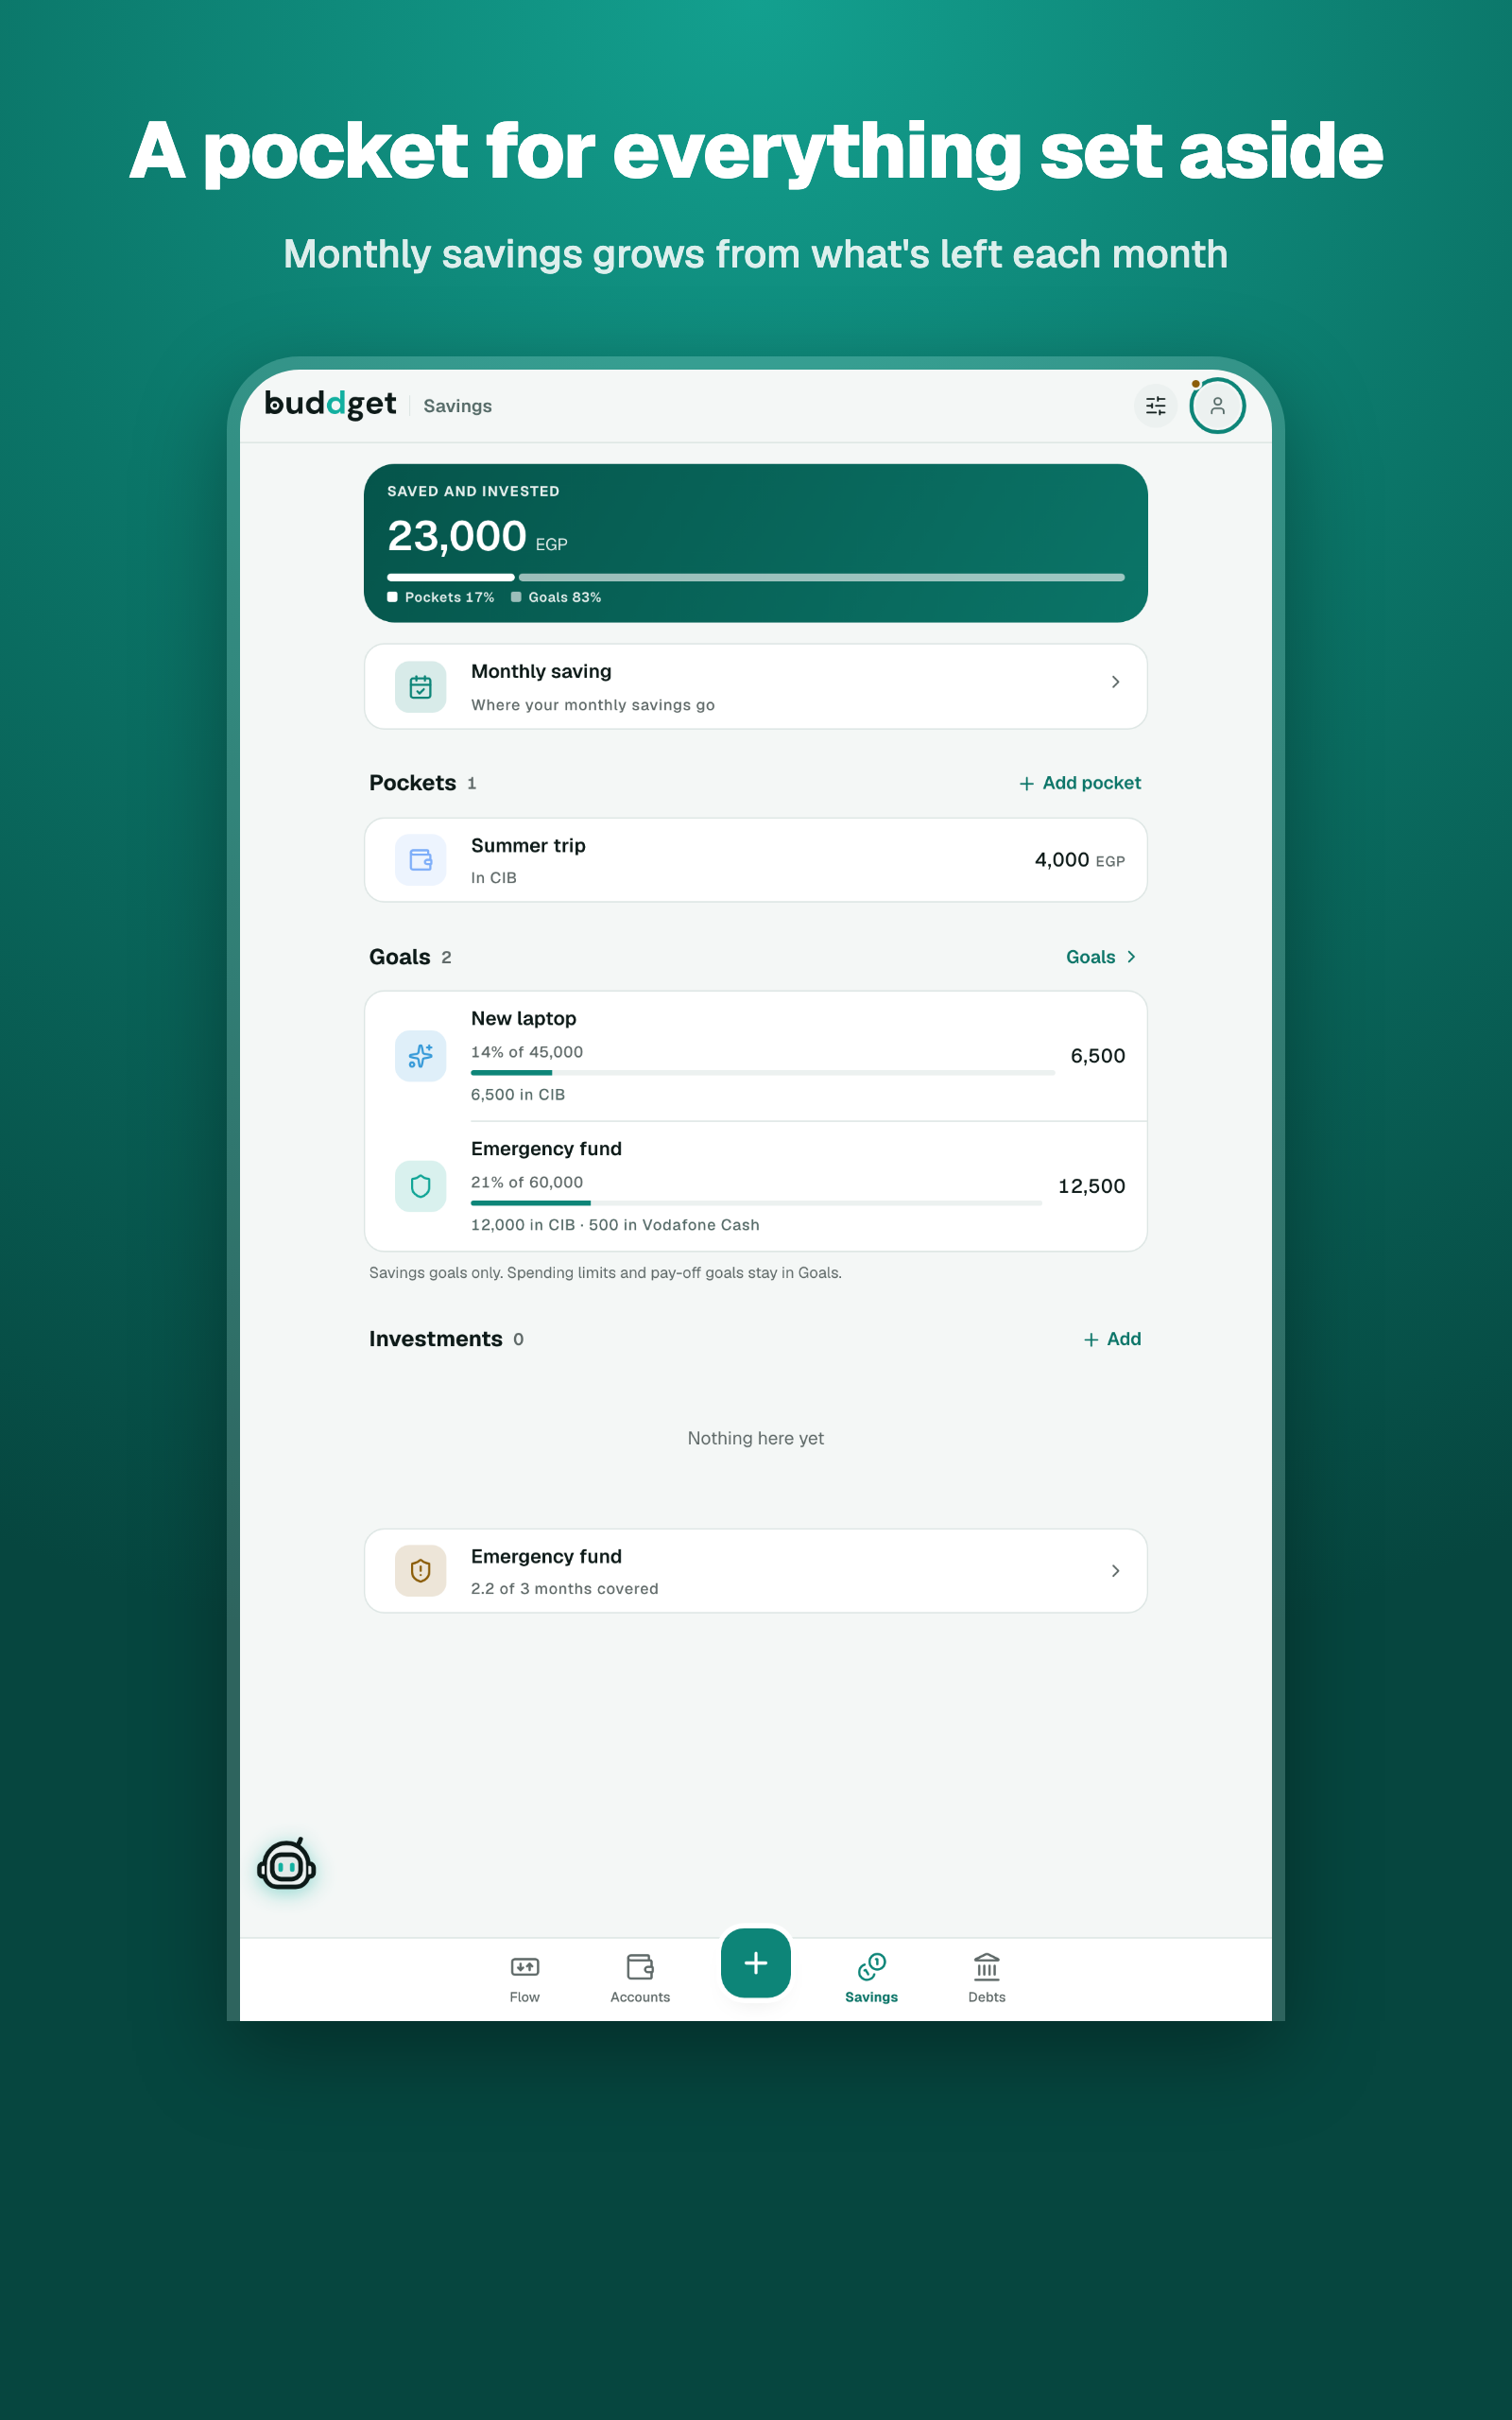 A pocket for everything set aside
Monthly savings grows from what's left each month
buddget
Savings
SAVED AND INVESTED
23,000 EGP
Pockets 17% Goals 83%
Monthly saving
Where your monthly savings go
Pockets 1
+ Add pocket
Summer trip
In CIB
4,000 EGP
Goals 2
Goals
New laptop
14% of 45,000
6,500
6,500 in CIB
Emergency fund
21% of 60,000
12,500
12,000 in CIB · 500 in Vodafone Cash
Savings goals only. Spending limits and pay-off goals stay in Goals.
Investments 0
+ Add
Nothing here yet
Emergency fund
2.2 of 3 months covered
Flow
Accounts
Savings
Debts